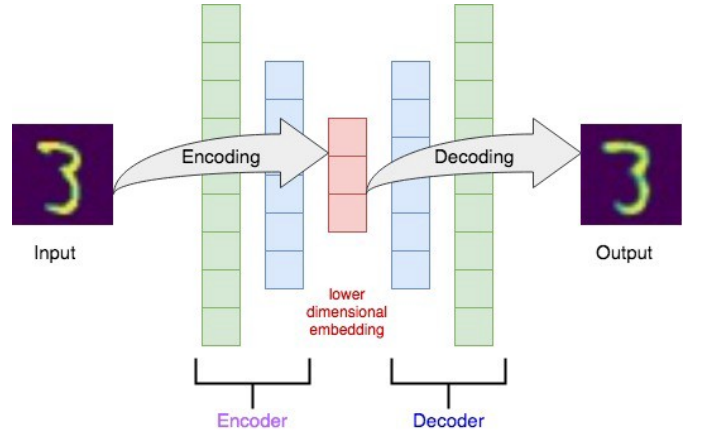 Encoding
Decoding
Input
Output
lower
dimensional
embedding
Encoder
Decoder